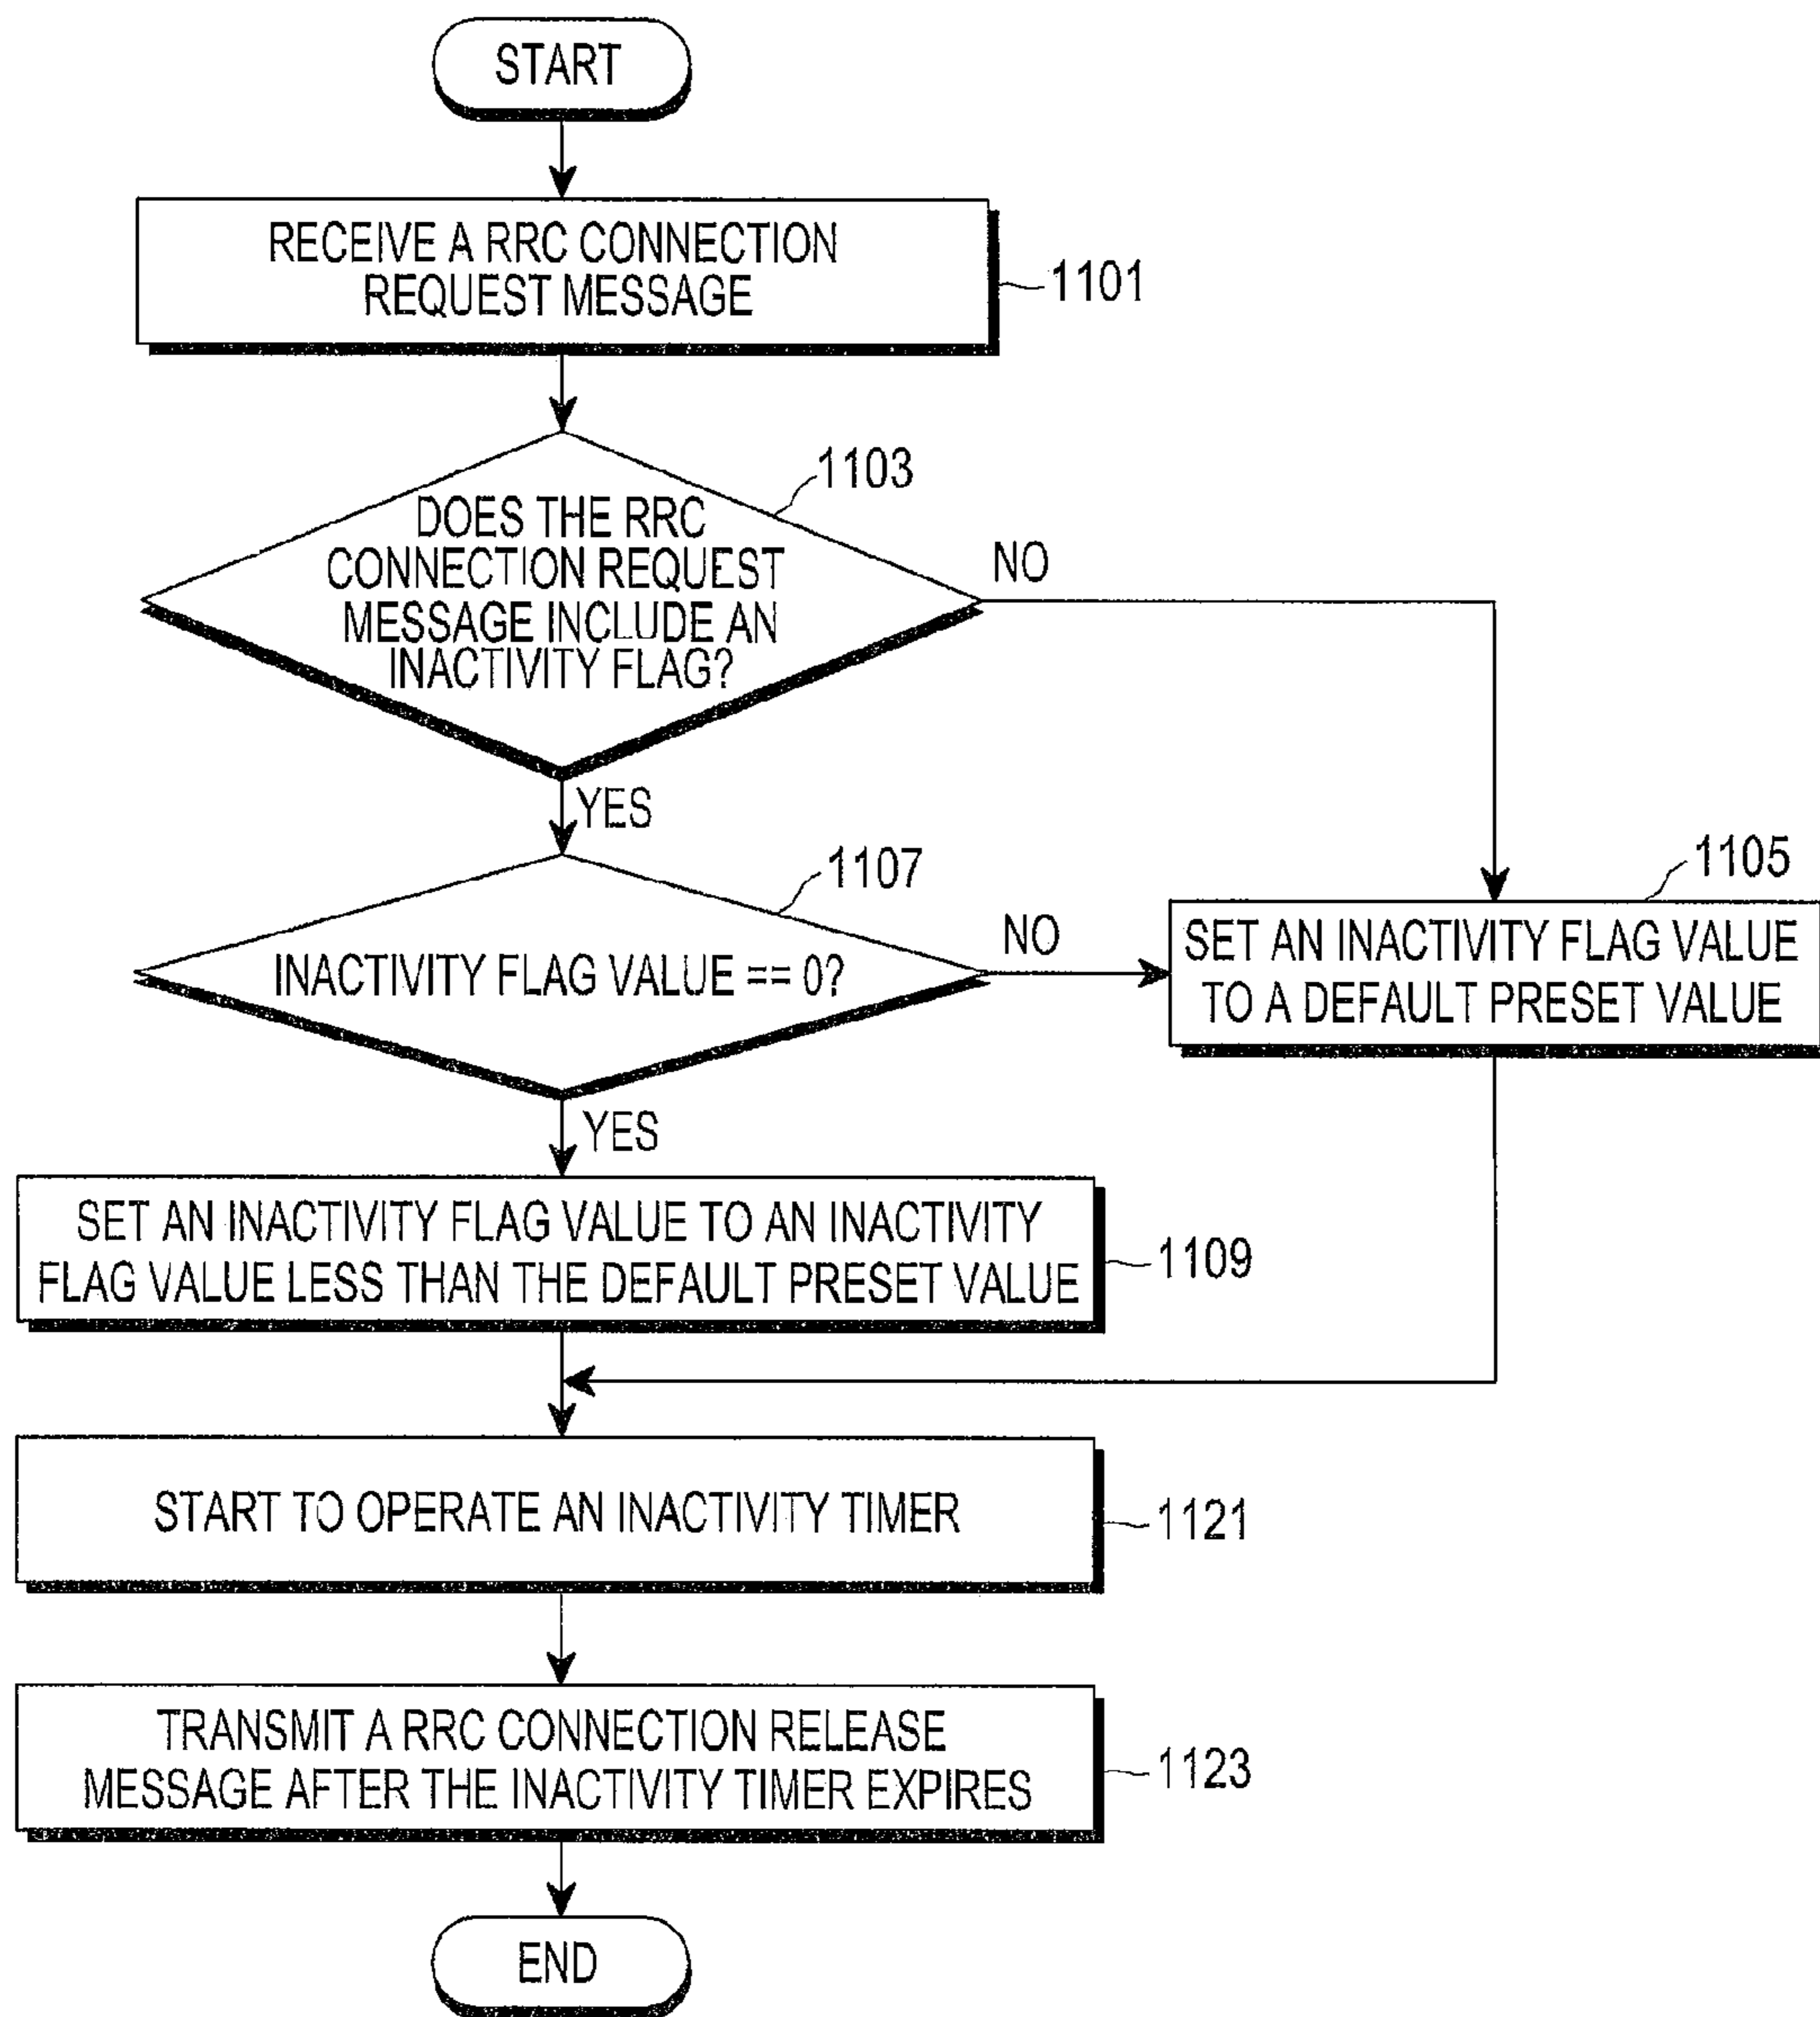 START
RECEIVE A RRC CONNECTION
REQUEST MESSAGE
1101
1103
DOES THE RRC
CONNECTION REQUEST
MESSAGE INCLUDE AN
INACTIVITY FLAG?
NO
YES
1107
INACTIVITY FLAG VALUE == 0?
NO
1105
SET AN INACTIVITY FLAG VALUE
TO A DEFAULT PRESET VALUE
YES
SET AN INACTIVITY FLAG VALUE TO AN INACTIVITY
FLAG VALUE LESS THAN THE DEFAULT PRESET VALUE
1109
START TO OPERATE AN INACTIVITY TIMER
1121
TRANSMIT A RRC CONNECTION RELEASE
MESSAGE AFTER THE INACTIVITY TIMER EXPIRES
1123
END